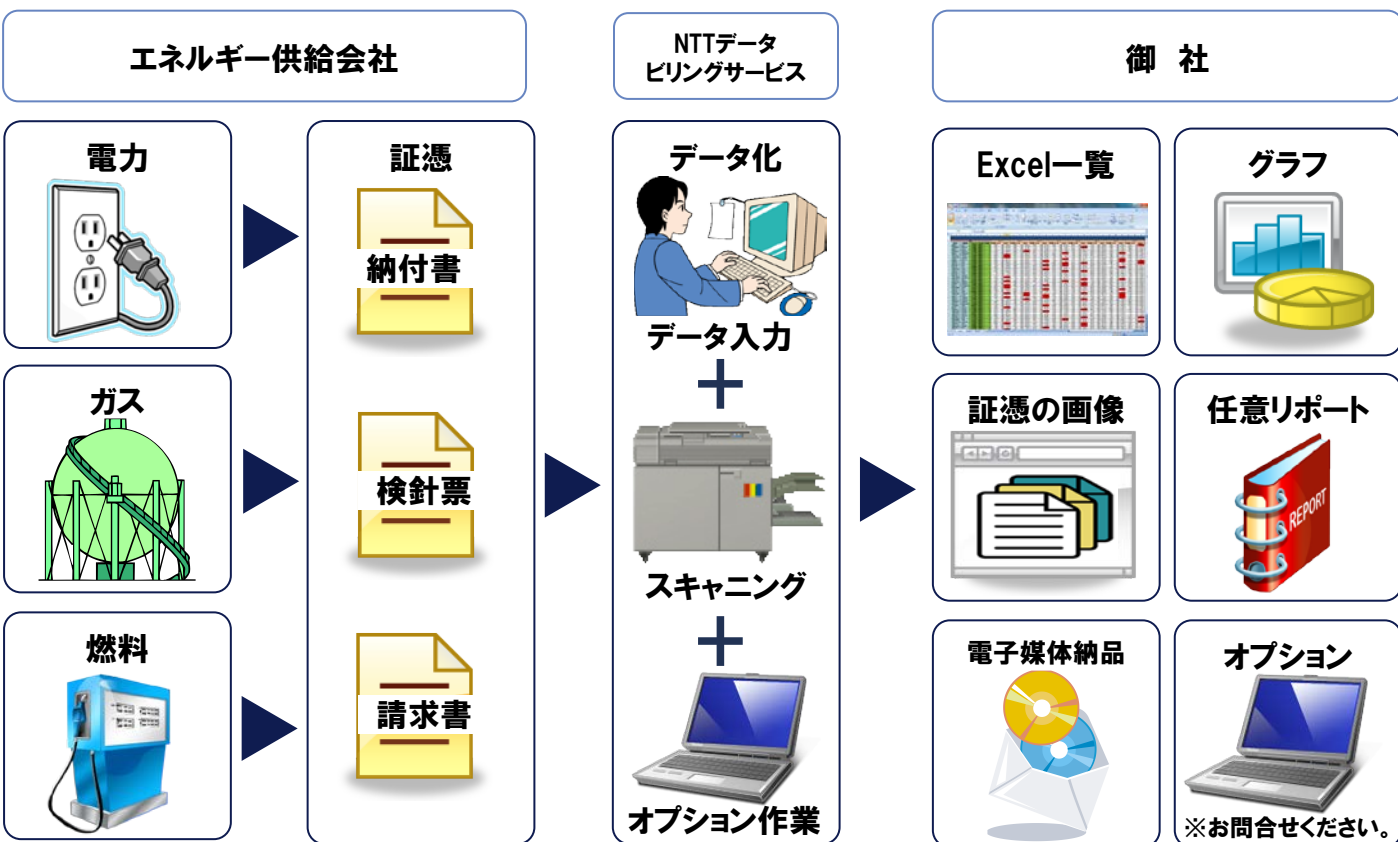 エネルギー供給会社
NTTデータ
ビリングサービス
御 社
電力
証憑
納付書
データ化
データ入力
Excel一覧
グラフ
ガス
検針票
スキャニング
証憑の画像
任意リポート
REPORT
燃料
請求書
オプション作業
電子媒体納品
オプション
※お問合せください。